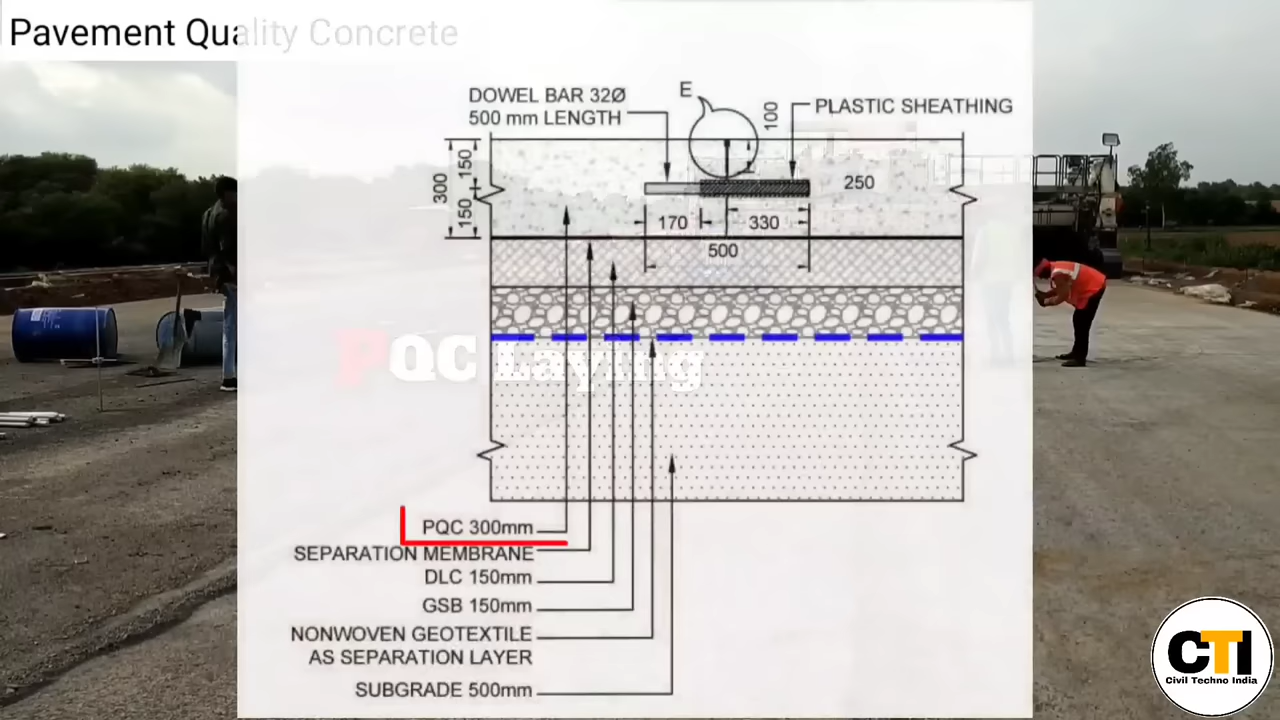 Pavement Quality Concrete
DOWEL BAR 32Ø
500 mm LENGTH
E
100
PLASTIC SHEATHING
300
150
150
250
170
330
500
PQC Laying
PQC 300mm
SEPARATION MEMBRANE
DLC 150mm
GSB 150mm
NONWOVEN GEOTEXTILE
AS SEPARATION LAYER
SUBGRADE 500mm
CTI
Civil Techno India